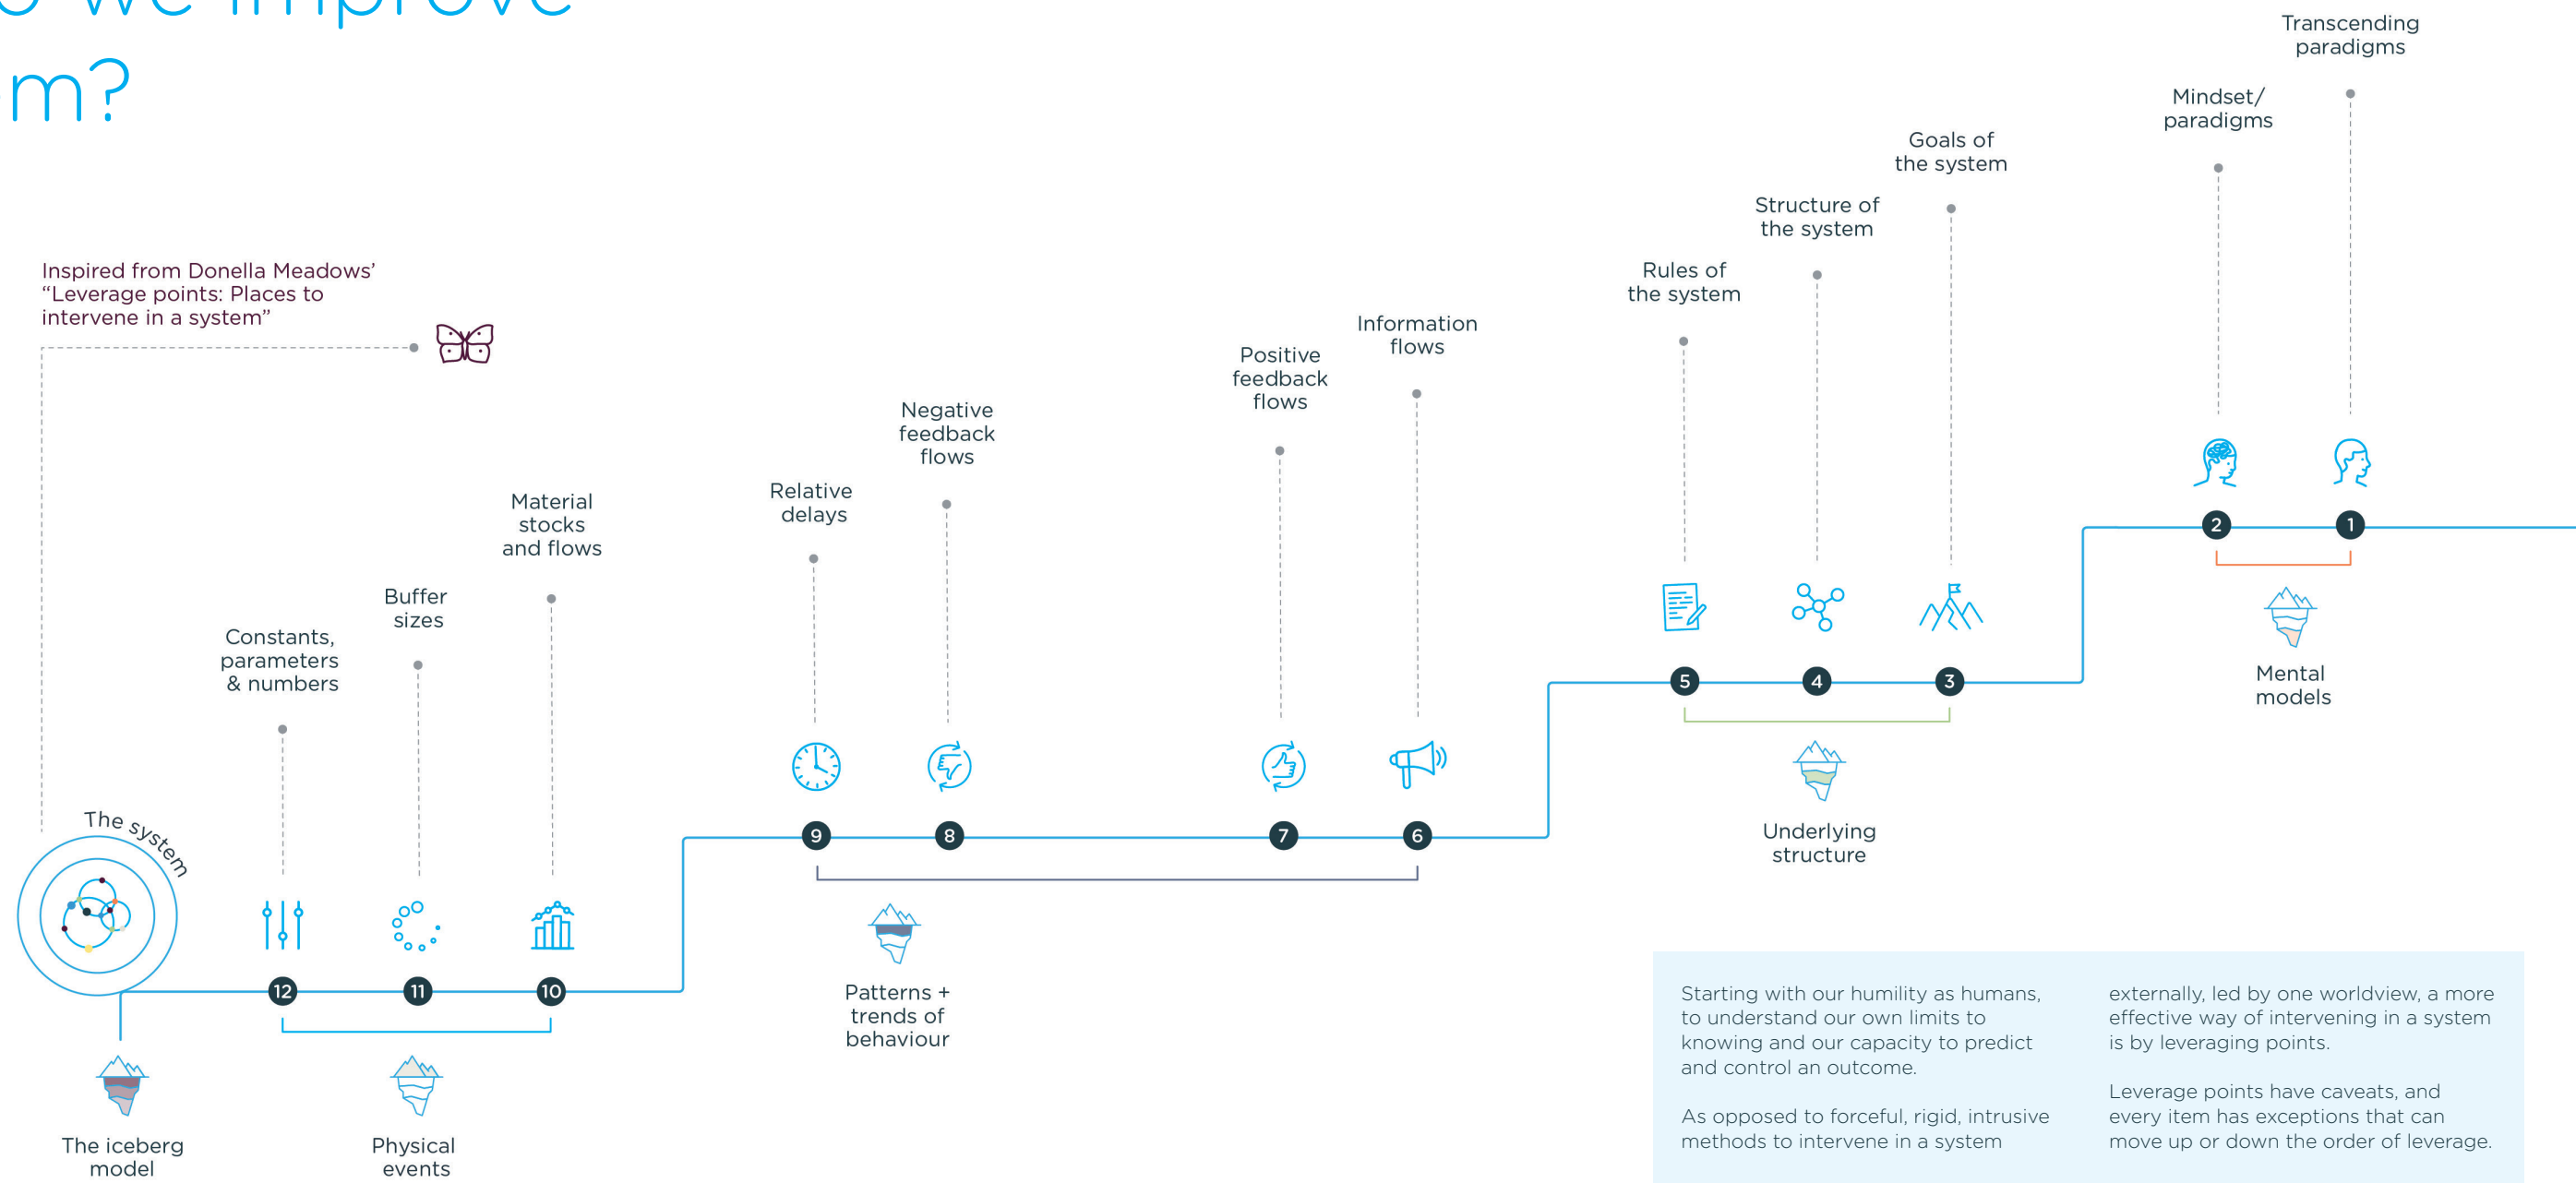 we improve
m?
Inspired from Donella Meadows’
“Leverage points: Places to
intervene in a system”
The system
The iceberg
model
Constants,
parameters
& numbers
12
Buffer
sizes
11
Material
stocks
and flows
10
Physical
events
Relative
delays
9
Negative
feedback
flows
8
Positive
feedback
flows
7
Information
flows
6
Patterns +
trends of
behaviour
Rules of
the system
5
Structure of
the system
4
Goals of
the system
3
Underlying
structure
Mindset/
paradigms
2
Transcending
paradigms
1
Mental
models
Starting with our humility as humans,
to understand our own limits to
knowing and our capacity to predict
and control an outcome.
As opposed to forceful, rigid, intrusive
methods to intervene in a system
externally, led by one worldview, a more
effective way of intervening in a system
is by leveraging points.
Leverage points have caveats, and
every item has exceptions that can
move up or down the order of leverage.